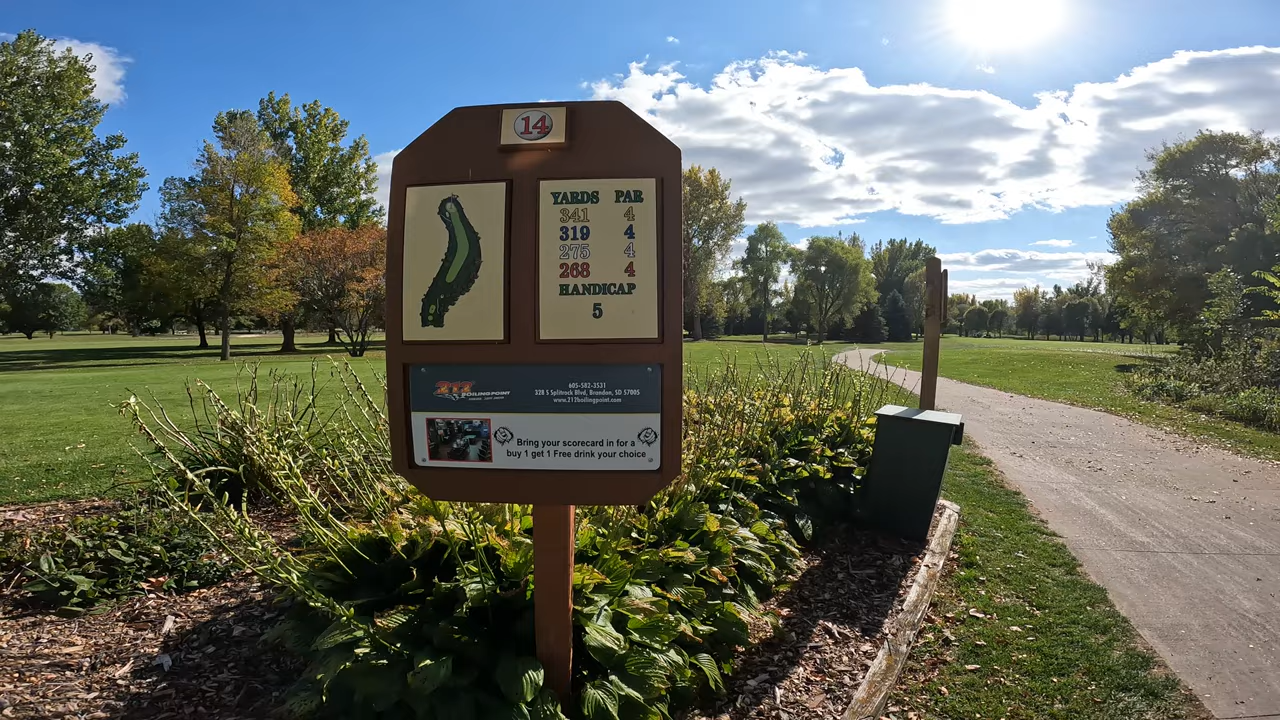 14
YARDS PAR
341 4
319 4
275 4
268 4
HANDICAP
5
212 BOILING POINT
605-582-3531
328 S Splitrock Blvd, Brandon, SD 57005
www.212boilingpoint.com
Bring your scorecard in for a
buy 1 get 1 Free drink your choice